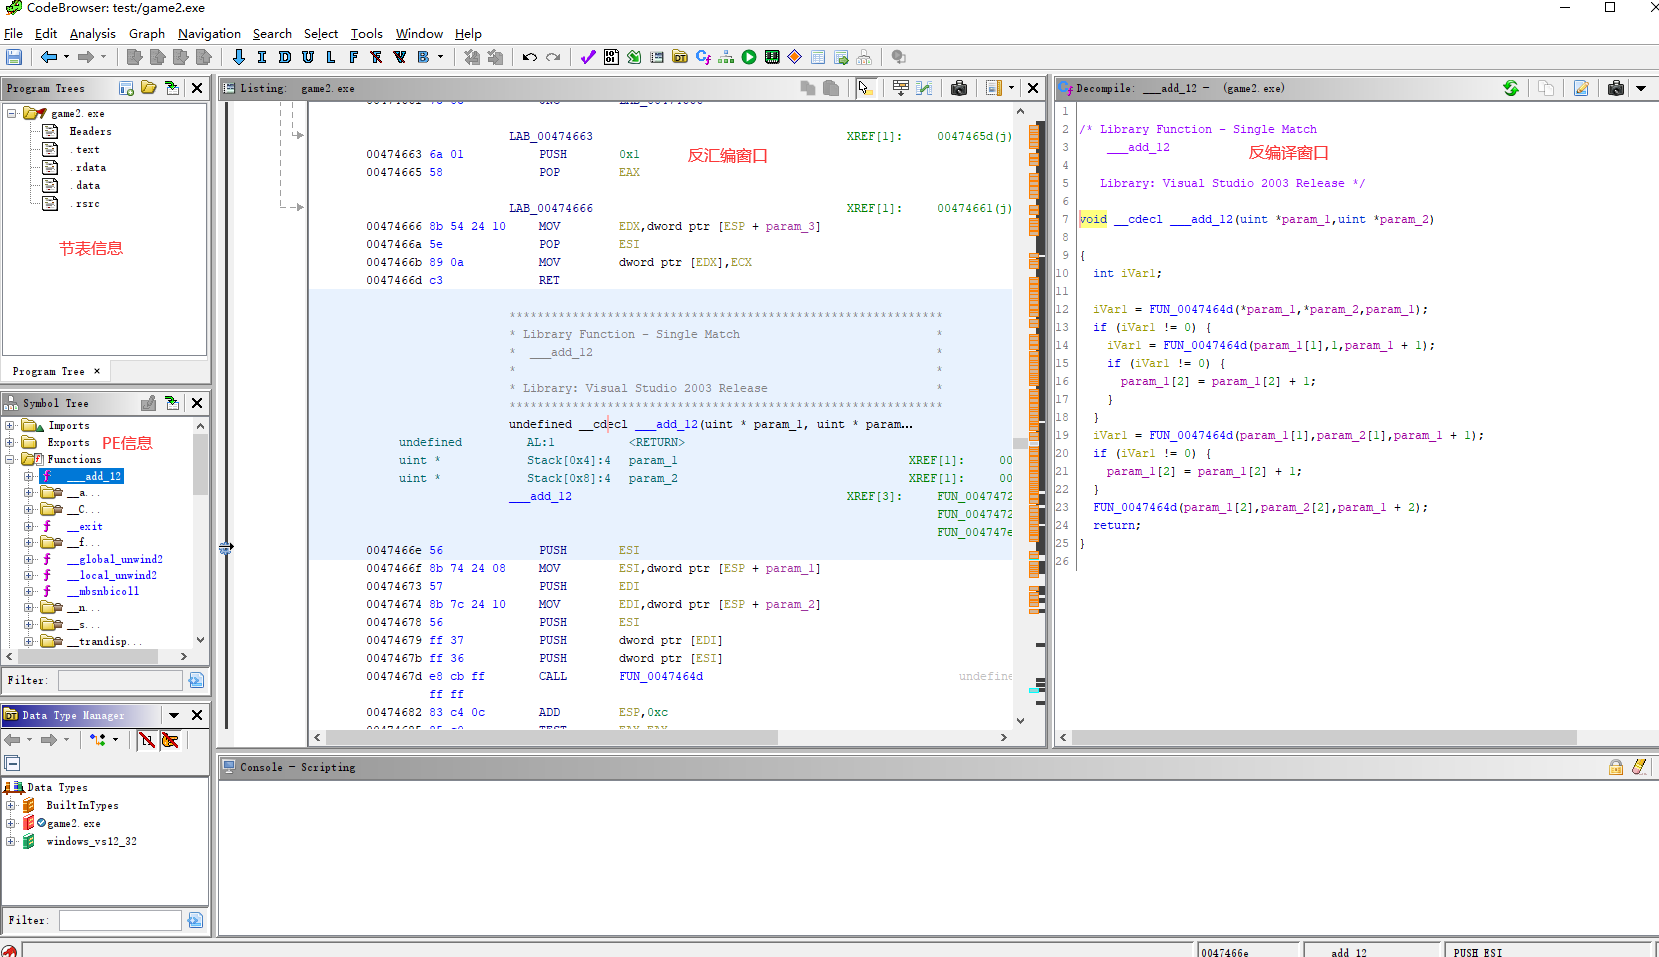 CodeBrowser: test:/game2.exe
File Edit Analysis Graph Navigation Search Select Tools Window Help
I D U L F B
Program Trees
game2.exe
Headers
.text
.rdata
.data
.rsrc
节表信息
Program Tree ×
Symbol Tree
Imports
Exports
PE信息
Functions
___add_12
__a...
__C...
__exit
__f...
__global_unwind2
__local_unwind2
__mbsnbicoll
__n...
__s...
__trandisp...
Filter:
Data Type Manager
Data Types
BuiltInTypes
game2.exe
windows_vs12_32
Filter:
Listing: game2.exe
LAB_00474663 XREF[1]: 0047465d(j)
00474663 6a 01 PUSH 0x1
反汇编窗口
00474665 58 POP EAX
LAB_00474666 XREF[1]: 00474661(j)
00474666 8b 54 24 10 MOV EDX,dword ptr [ESP + param_3]
0047466a 5e POP ESI
0047466b 89 0a MOV dword ptr [EDX],ECX
0047466d c3 RET
**************************************************************
* Library Function - Single Match *
* ___add_12 *
* *
* Library: Visual Studio 2003 Release *
**************************************************************
undefined __cdecl ___add_12(uint * param_1, uint * param...
undefined AL:1 <RETURN>
uint * Stack[0x4]:4 param_1 XREF[1]: 00
uint * Stack[0x8]:4 param_2 XREF[1]: 00
___add_12 XREF[3]: FUN_0047472
FUN_0047472
FUN_004747e
0047466e 56 PUSH ESI
0047466f 8b 74 24 08 MOV ESI,dword ptr [ESP + param_1]
00474673 57 PUSH EDI
00474674 8b 7c 24 10 MOV EDI,dword ptr [ESP + param_2]
00474678 56 PUSH ESI
00474679 ff 37 PUSH dword ptr [EDI]
0047467b ff 36 PUSH dword ptr [ESI]
0047467d e8 cb ff CALL FUN_0047464d undefine
ff ff
00474682 83 c4 0c ADD ESP,0xc
Decompile: ___add_12 - (game2.exe)
1
2 /* Library Function - Single Match
3 ___add_12
反编译窗口
4
5 Library: Visual Studio 2003 Release */
6
7 void __cdecl ___add_12(uint *param_1,uint *param_2)
8
9 {
10 int iVar1;
11
12 iVar1 = FUN_0047464d(*param_1,*param_2,param_1);
13 if (iVar1 != 0) {
14 iVar1 = FUN_0047464d(param_1[1],1,param_1 + 1);
15 if (iVar1 != 0) {
16 param_1[2] = param_1[2] + 1;
17 }
18 }
19 iVar1 = FUN_0047464d(param_1[1],param_2[1],param_1 + 1);
20 if (iVar1 != 0) {
21 param_1[2] = param_1[2] + 1;
22 }
23 FUN_0047464d(param_1[2],param_2[2],param_1 + 2);
24 return;
25 }
26
Console - Scripting
0047466e ___add_12 PUSH ESI